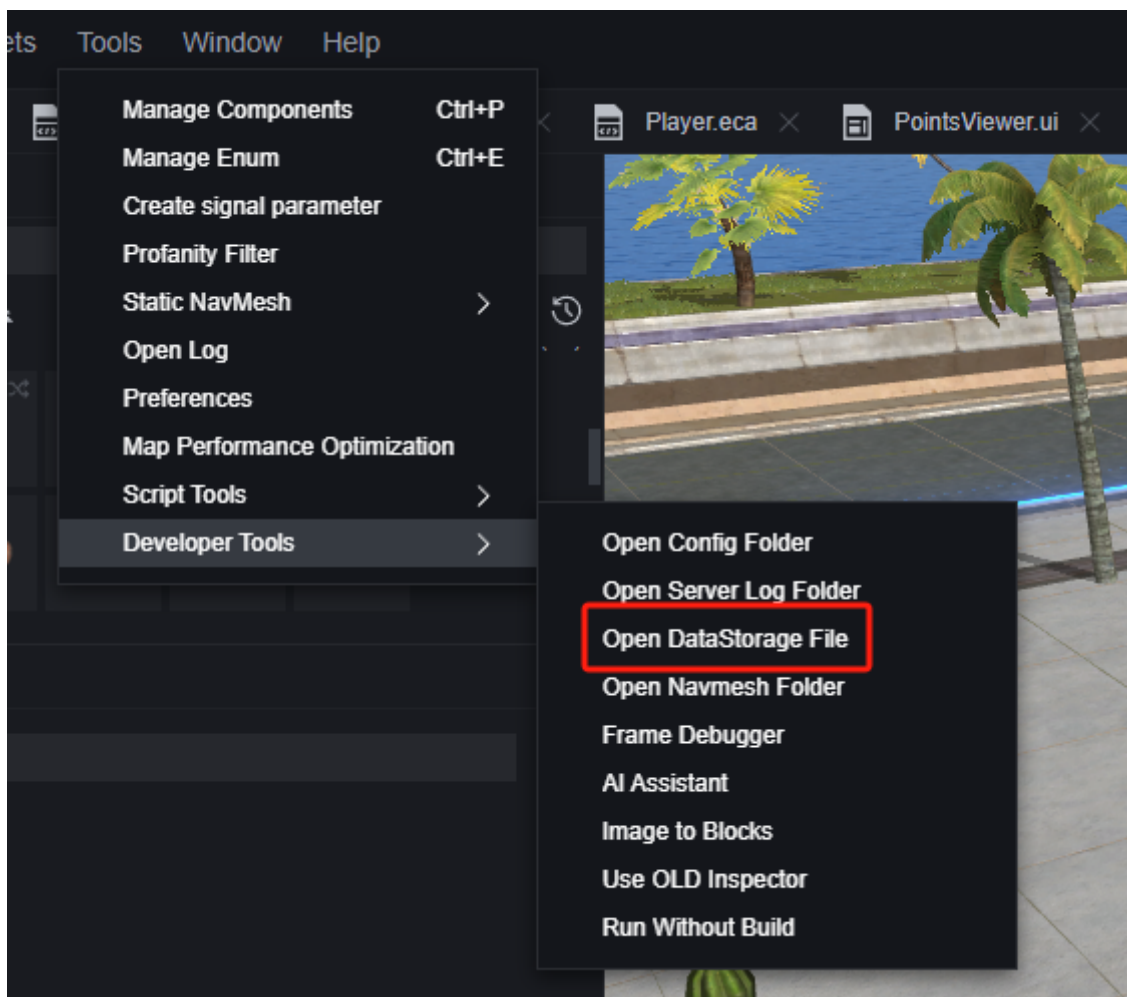 ets Tools Window Help
Player.eca PointsViewer.ui
Manage Components Ctrl+P
Manage Enum Ctrl+E
Create signal parameter
Profanity Filter
Static NavMesh
Open Log
Preferences
Map Performance Optimization
Script Tools
Developer Tools
Open Config Folder
Open Server Log Folder
Open DataStorage File
Open Navmesh Folder
Frame Debugger
AI Assistant
Image to Blocks
Use OLD Inspector
Run Without Build